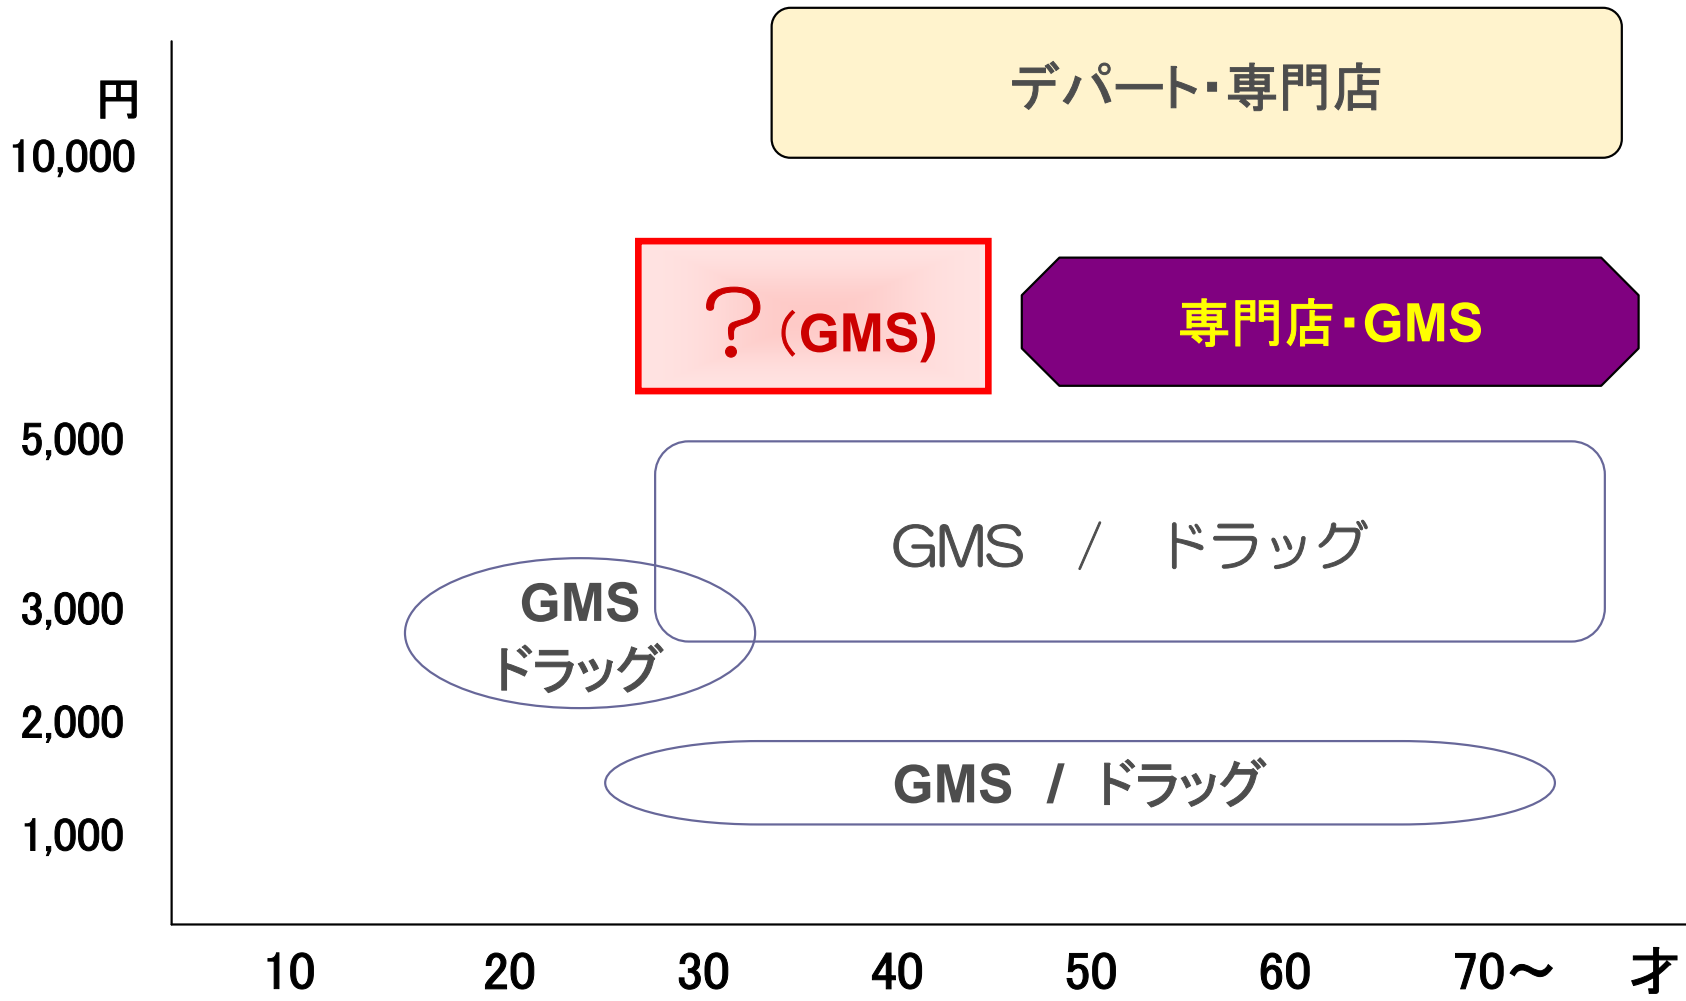 デパート・専門店
円
10,000
？（GMS）
専門店・GMS
5,000
GMS　/　ドラッグ
GMS
ドラッグ
3,000
2,000
GMS / ドラッグ
1,000
10 20 30 40 50 60 70～ 才